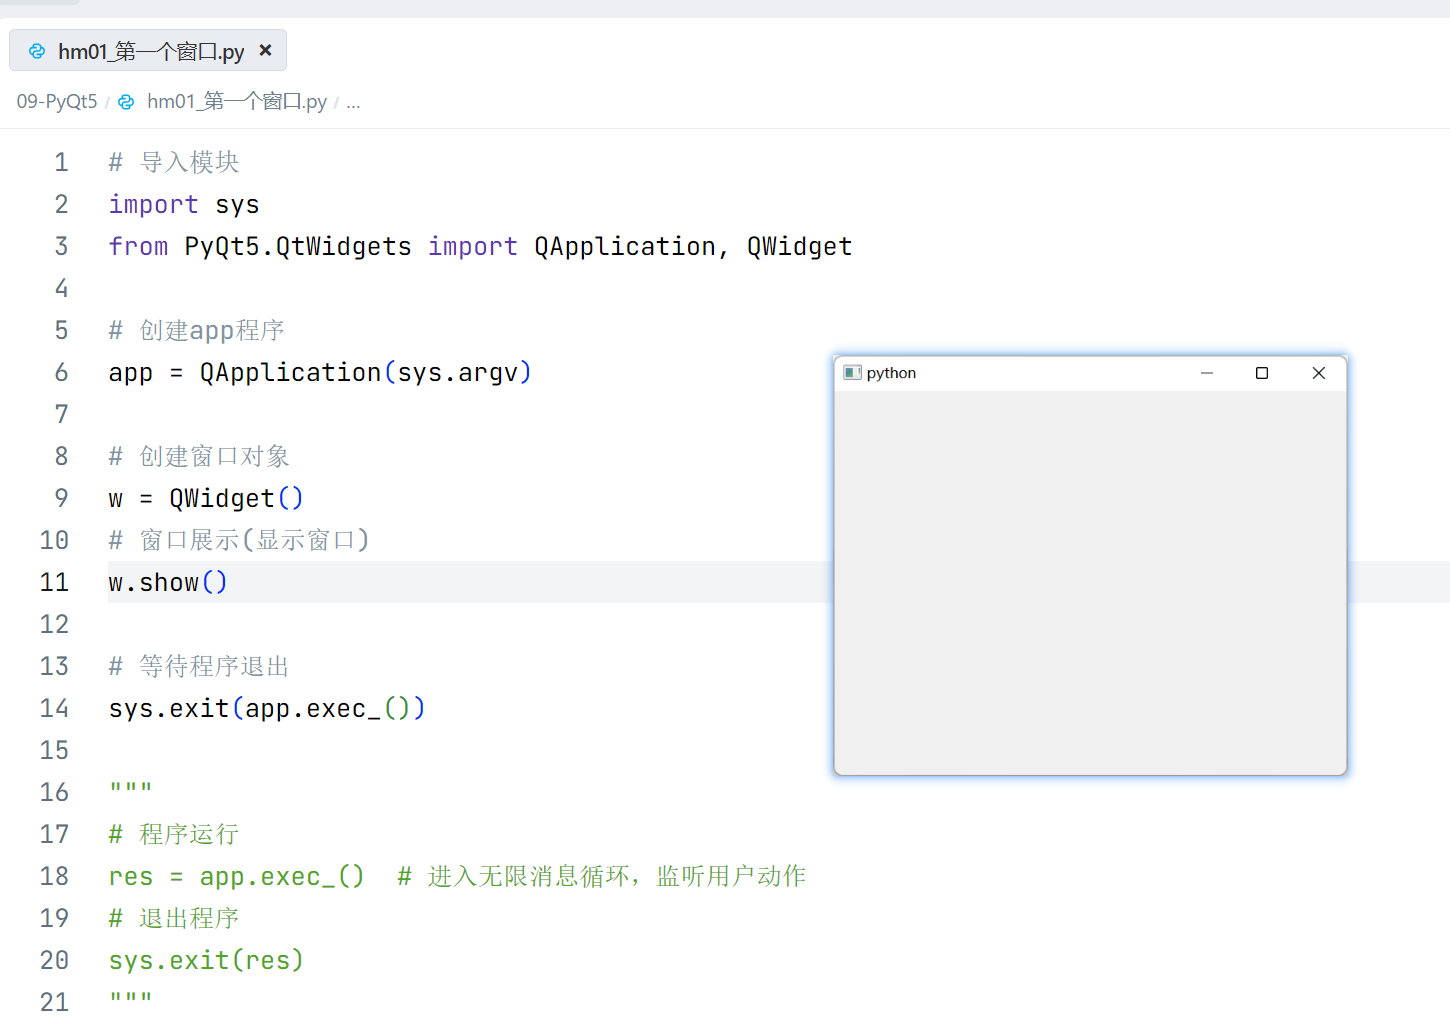 hm01_第一个窗口.py ×
09-PyQt5 / hm01_第一个窗口.py / ...
1 # 导入模块
2 import sys
3 from PyQt5.QtWidgets import QApplication, QWidget
4
5 # 创建app程序
6 app = QApplication(sys.argv)
7
8 # 创建窗口对象
9 w = QWidget()
10 # 窗口展示(显示窗口)
11 w.show()
12
13 # 等待程序退出
14 sys.exit(app.exec_())
15
16 """
17 # 程序运行
18 res = app.exec_()  # 进入无限消息循环，监听用户动作
19 # 退出程序
20 sys.exit(res)
21 """
python